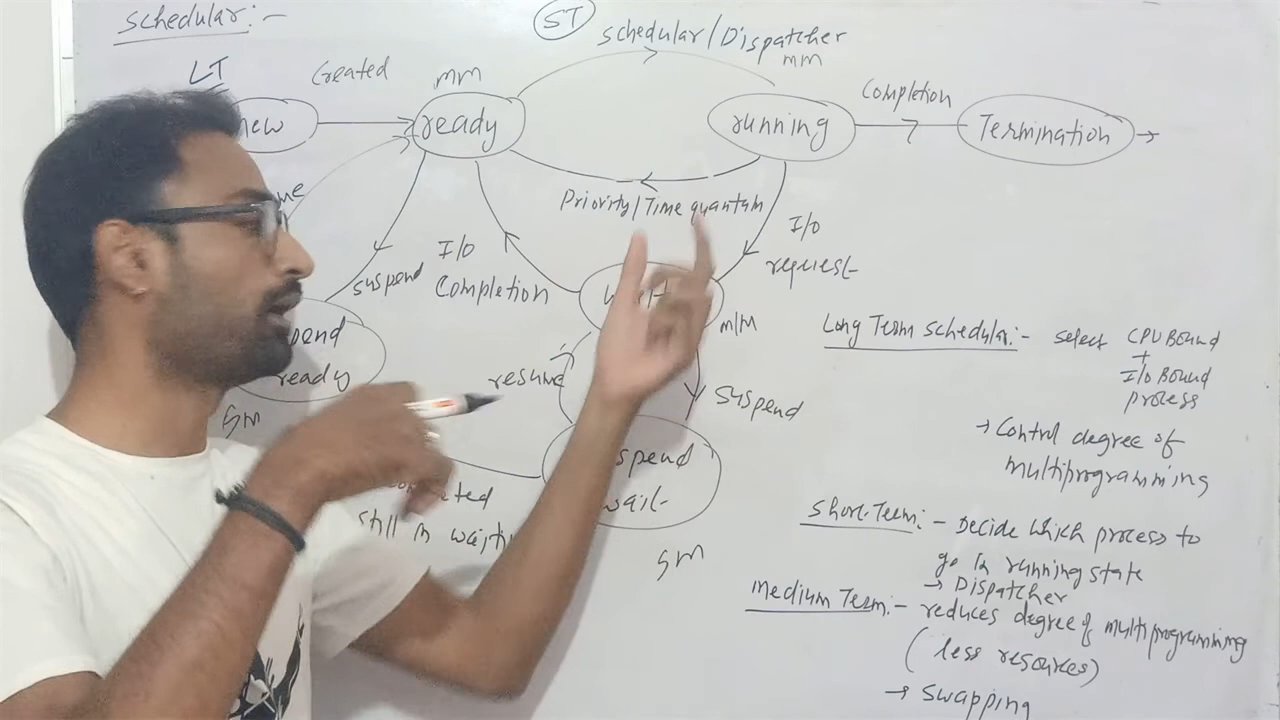 Schedular:-
ST
Schedular/Dispatcher
LT
Created
mm
mm
Completion
new
ready
running
Termination
Priority/Time quantum
I/O
request
suspend
I/O
Completion
m/m
ready
resume
suspend
SM
wait
still in
SM
Long Term Schedular:- select CPU Bound
+
I/O Bound
process
→ Control degree of
multiprogramming
Short-Term:- Decide which process to
go in running state
→ Dispatcher
Medium Term:- reduces degree of multiprogramming
(less resources)
→ Swapping